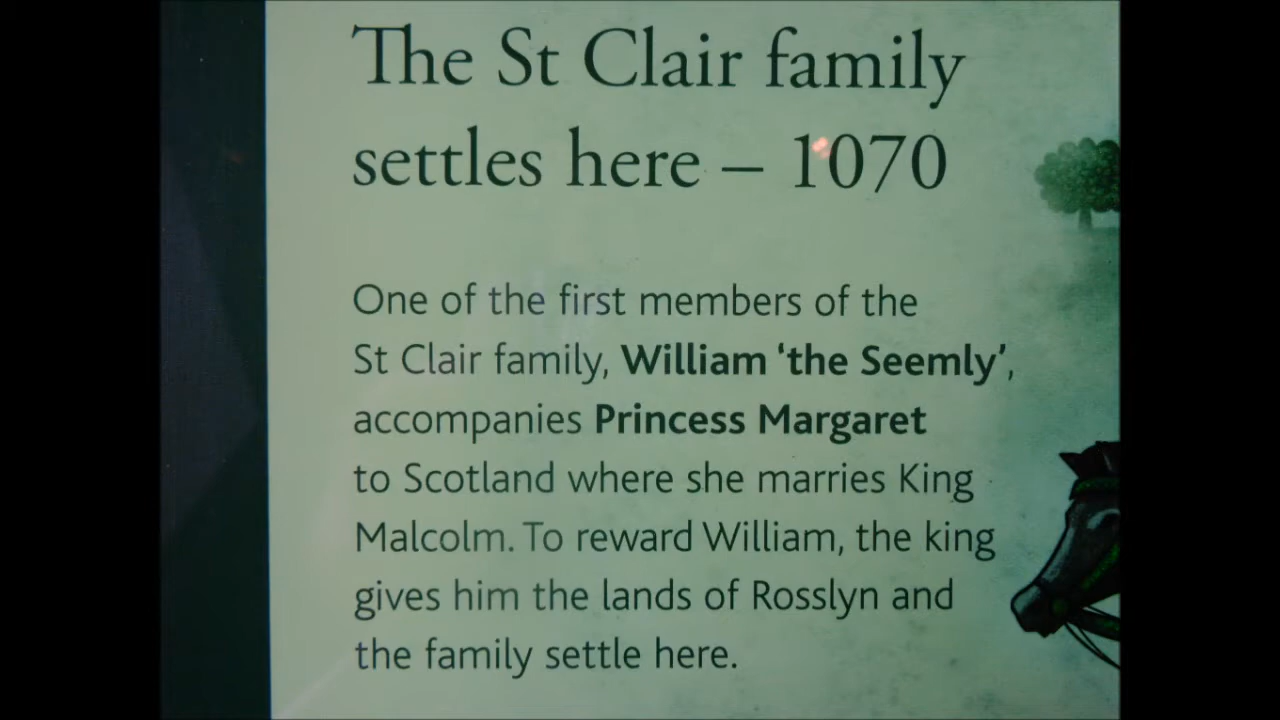 The St Clair family
settles here – 1070
One of the first members of the
St Clair family, William ‘the Seemly’,
accompanies Princess Margaret
to Scotland where she marries King
Malcolm. To reward William, the king
gives him the lands of Rosslyn and
the family settle here.